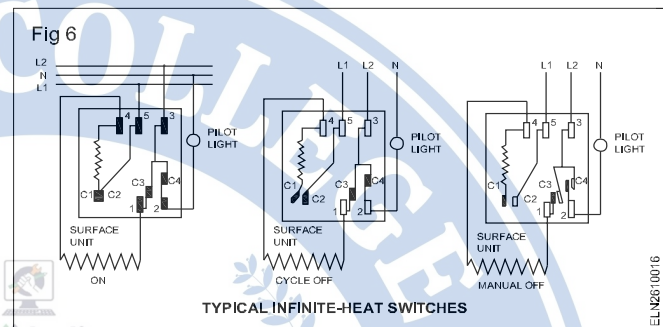 Fig 6
L2
N
L1
4 5 3
PILOT
LIGHT
C1 C2 C3 C4
1 2
SURFACE
UNIT
ON
L1 L2 N
4 5 3
PILOT
LIGHT
C1 C2 C3 C4
1 2
SURFACE
UNIT
CYCLE OFF
L1 L2 N
4 5 3
PILOT
LIGHT
C1 C2 C3 C4
1 2
SURFACE
UNIT
MANUAL OFF
TYPICAL INFINITE-HEAT SWITCHES
ELN2610016
COLLEGE